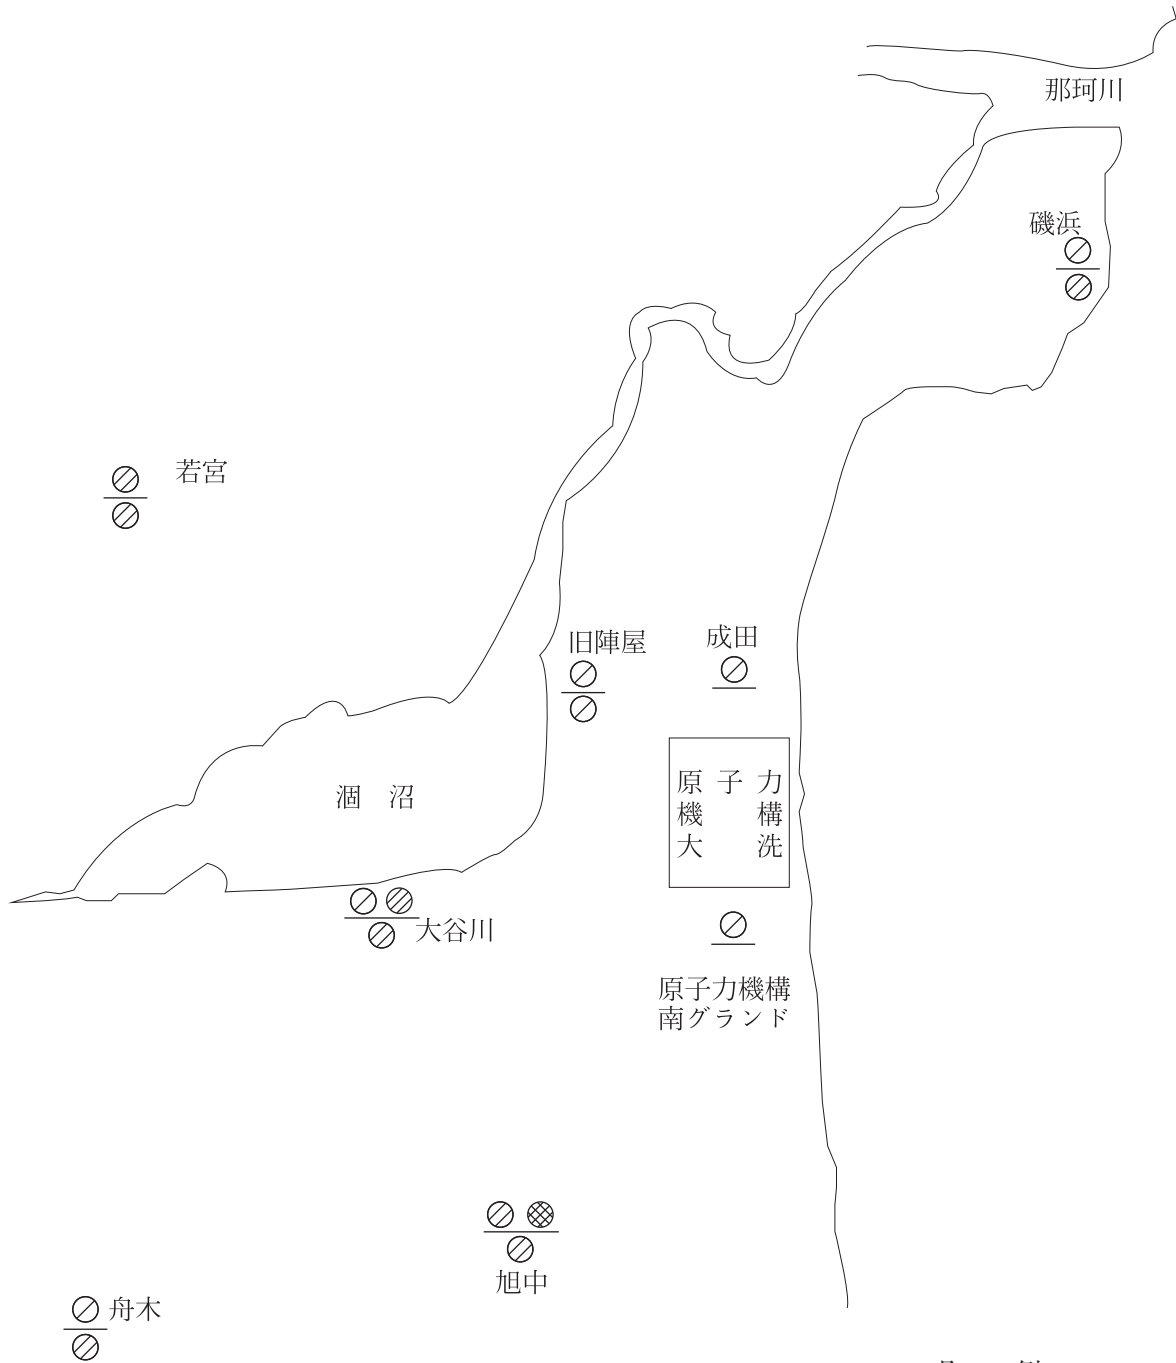 那珂川
磯浜
若宮
旧陣屋
成田
原子力
機構
大洗
涸沼
大谷川
原子力機構
南グランド
旭中
舟木